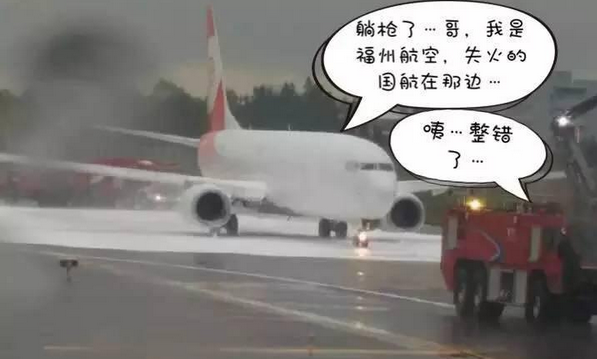 躺枪了…哥，我是
福州航空，失火的
国航在那边…
咦…整错
了…